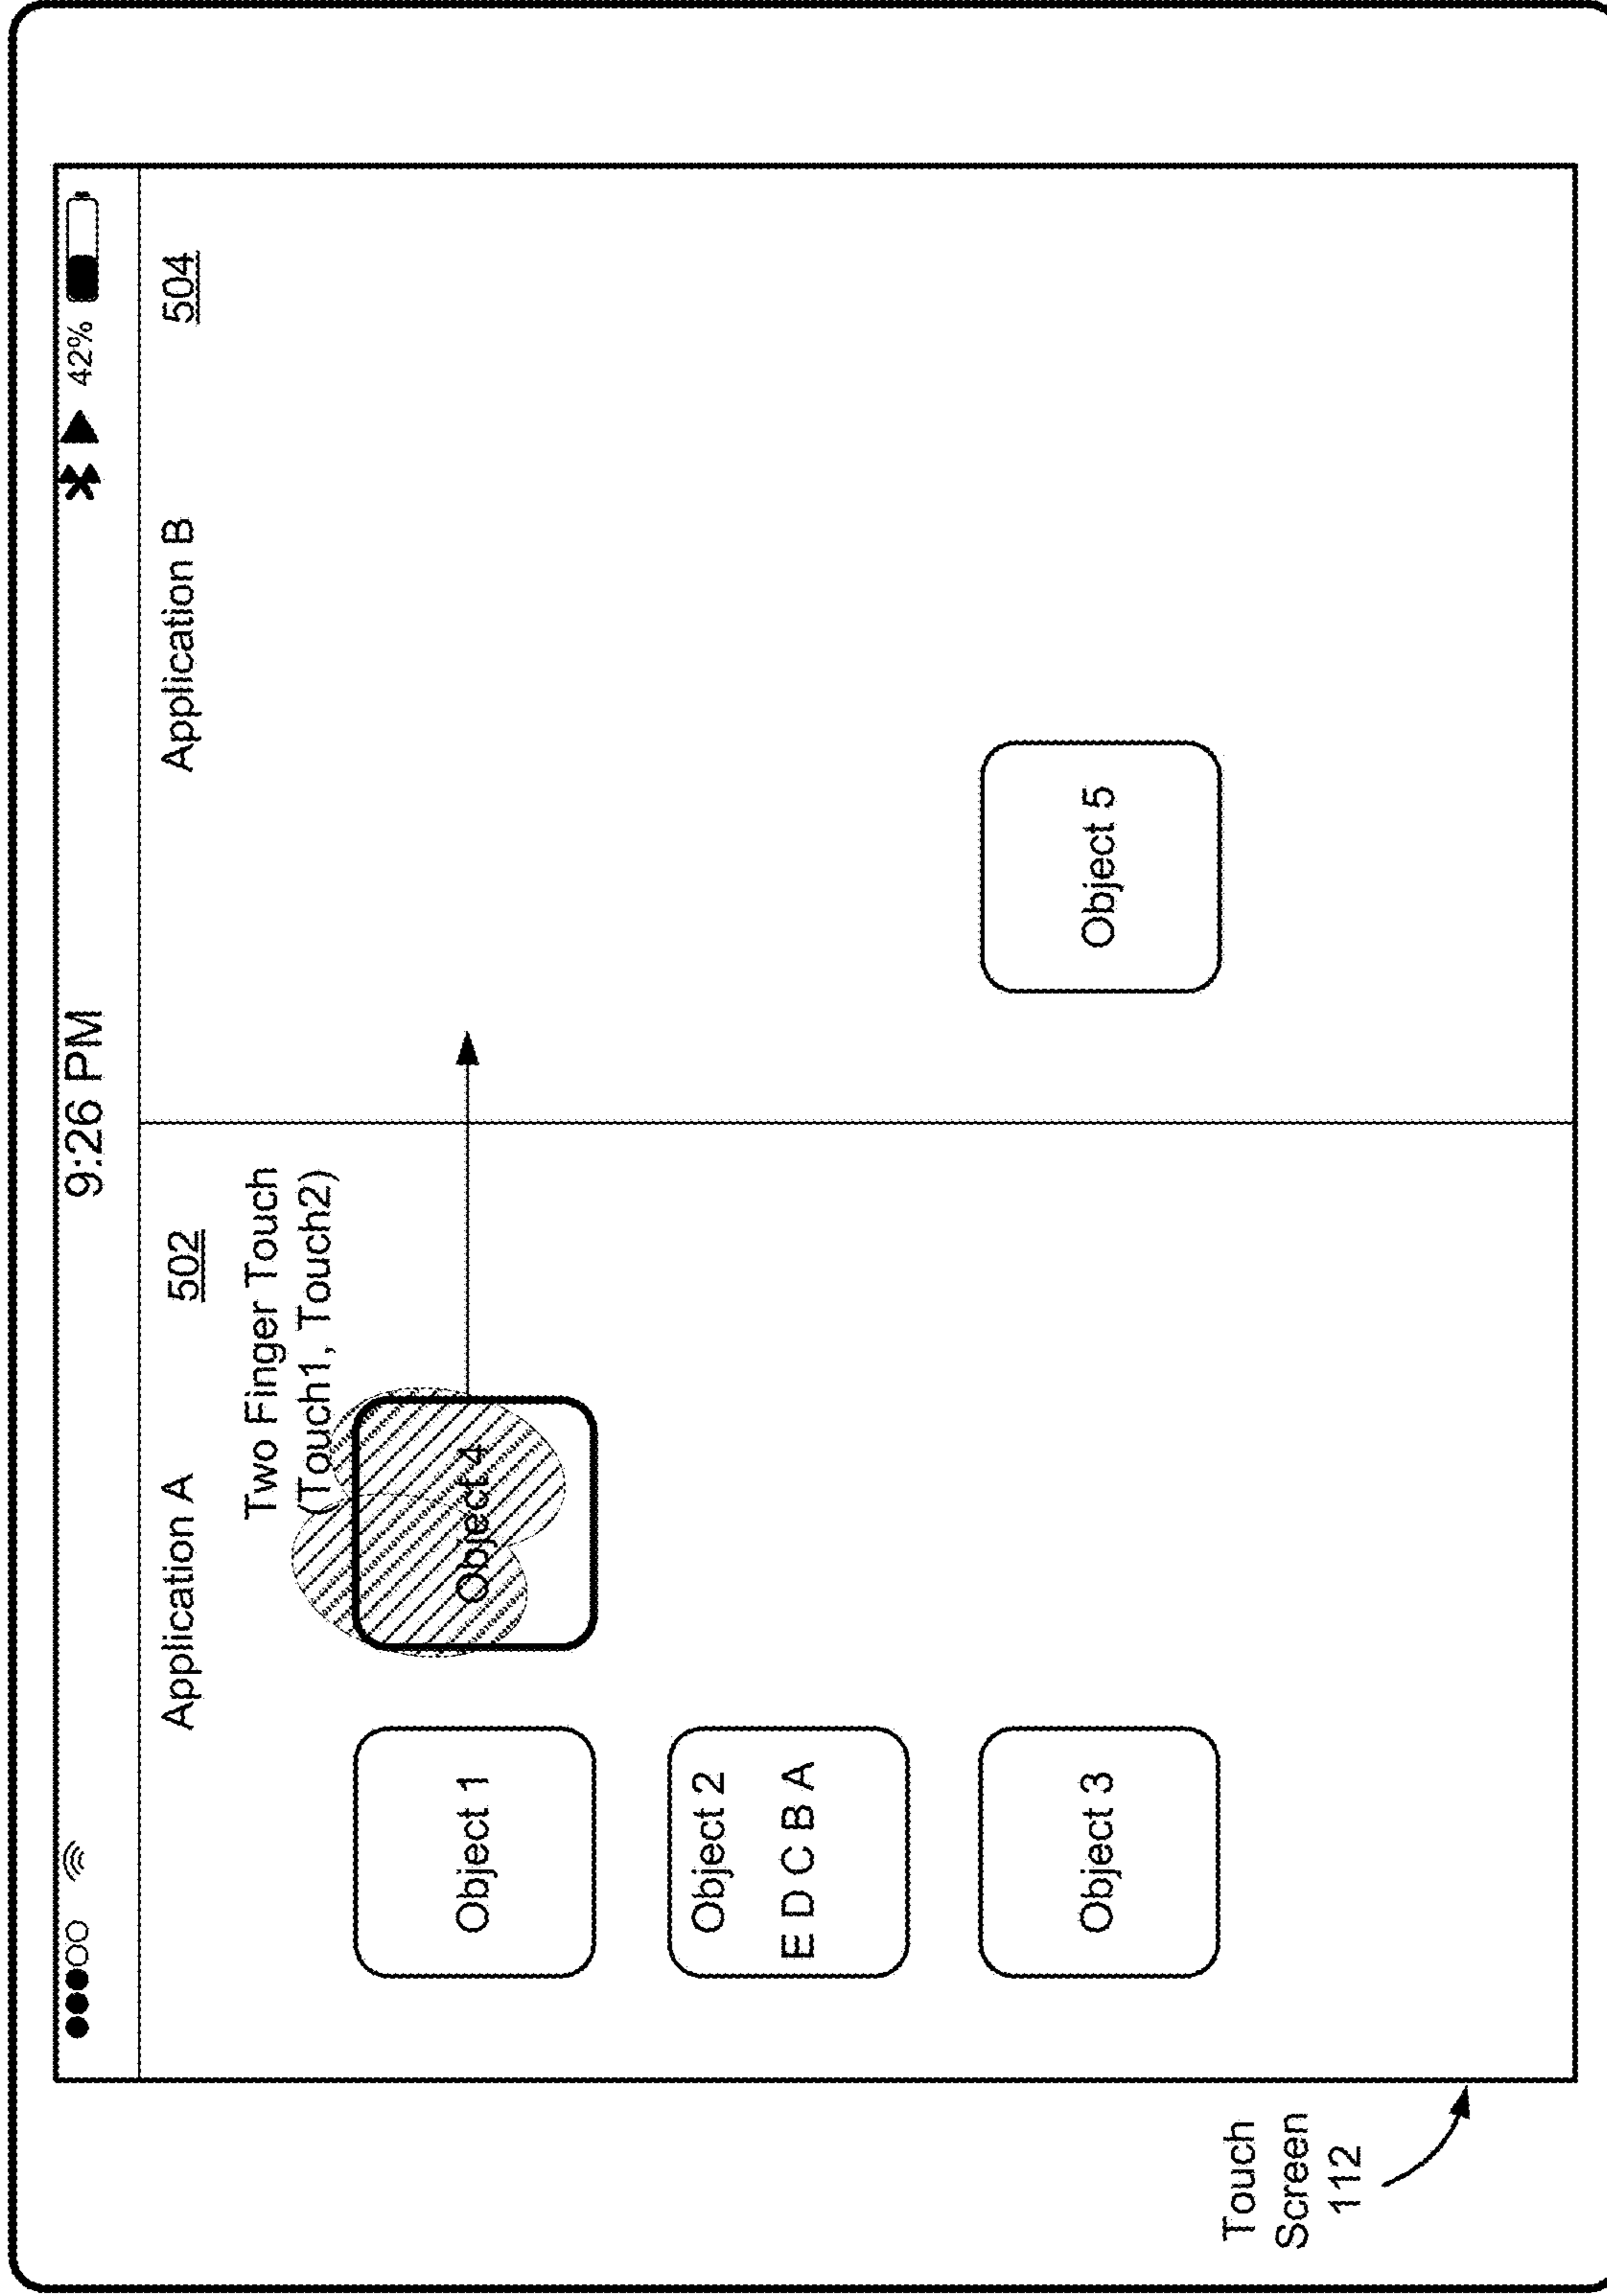 9:26 PM
42%
Application A
502
Application B
504
Two Finger Touch
(Touch1, Touch2)
Object 1
Object 4
Object 2
E D C B A
Object 3
Object 5
Touch
Screen
112